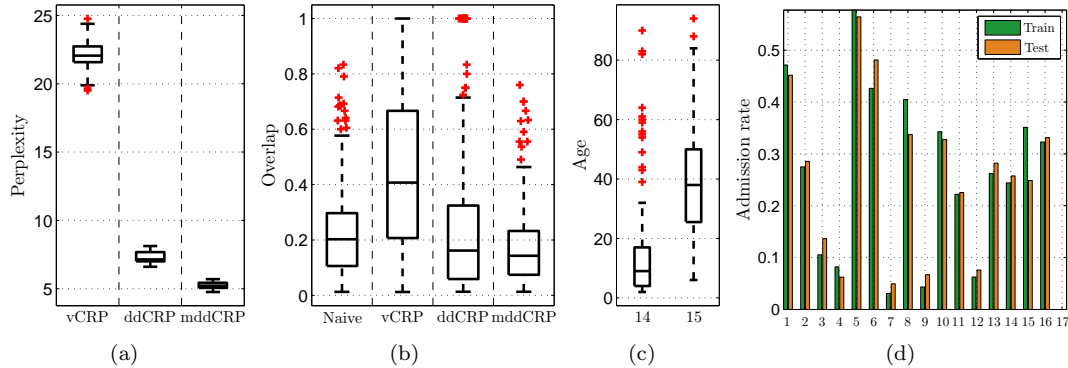 25
20
15
10
5
Perplexity
vCRP ddCRP mddCRP
(a)
1
0.8
0.6
0.4
0.2
0
Overlap
Naive vCRP ddCRP mddCRP
(b)
80
60
40
20
0
Age
14 15
(c)
0.5
0.4
0.3
0.2
0.1
0
Admission rate
Train
Test
1 2 3 4 5 6 7 8 9 10 11 12 13 14 15 16 17
(d)